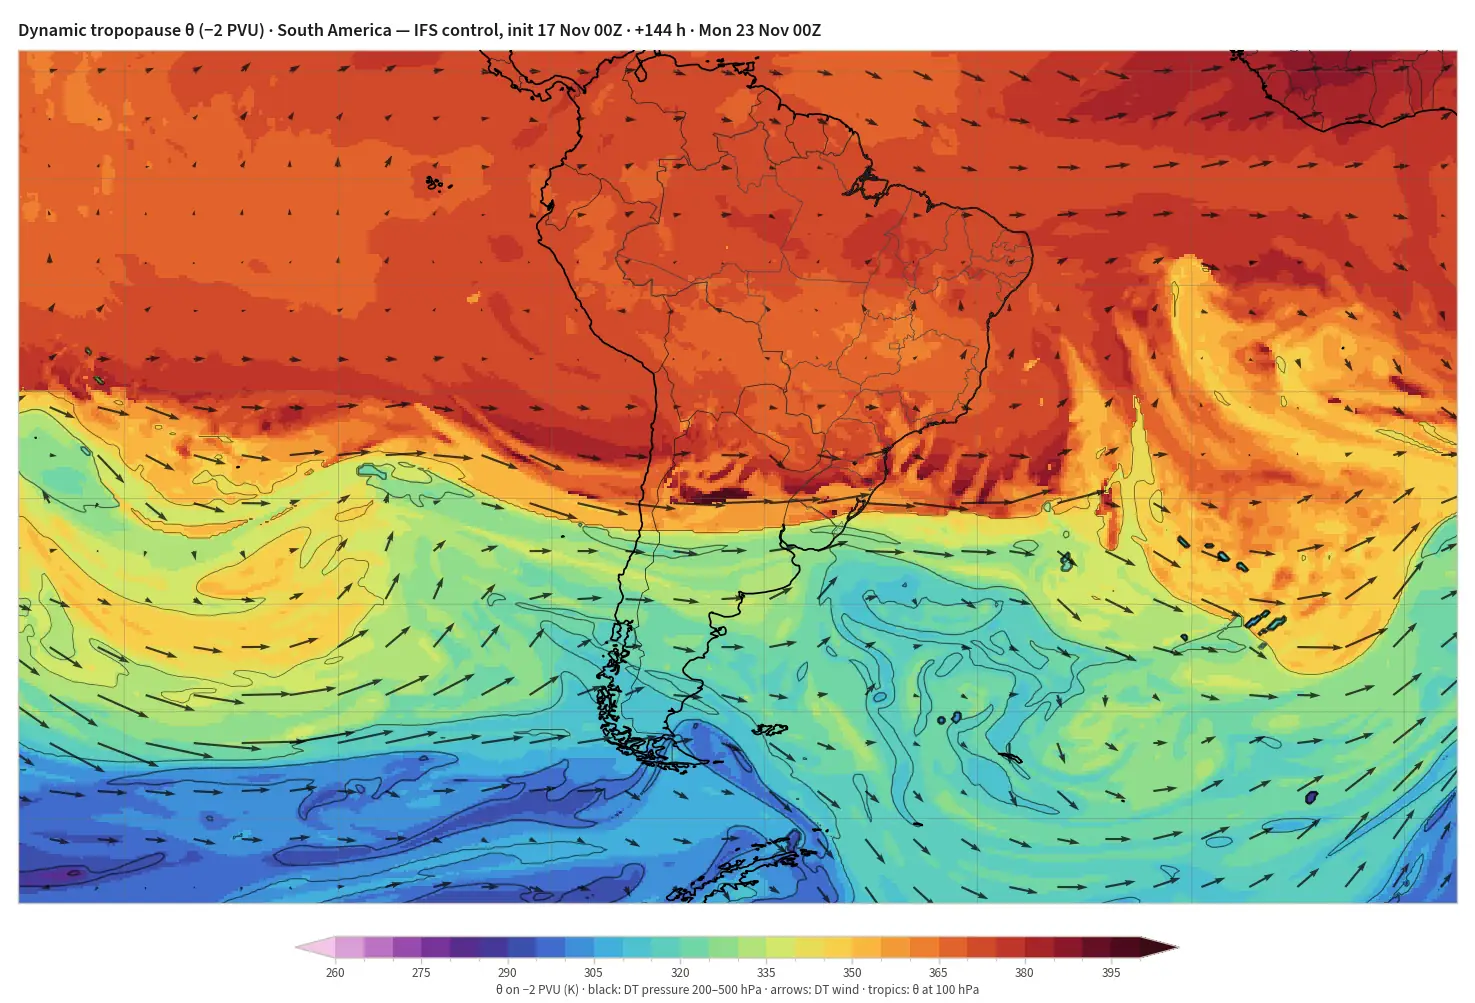 Dynamic tropopause θ (−2 PVU) · South America — IFS control, init 17 Nov 00Z · +144 h · Mon 23 Nov 00Z
260 275 290 305 320 335 350 365 380 395
θ on −2 PVU (K) · black: DT pressure 200–500 hPa · arrows: DT wind · tropics: θ at 100 hPa